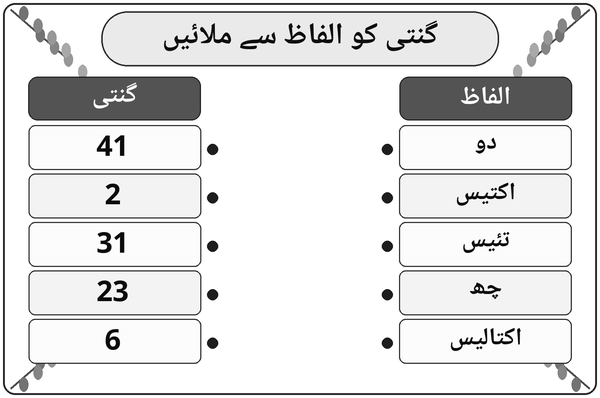 گنتی کو الفاظ سے ملائیں
الفاظ گنتی
دو 41
اکتیس 2
تئیس 31
چھ 23
اکتالیس 6